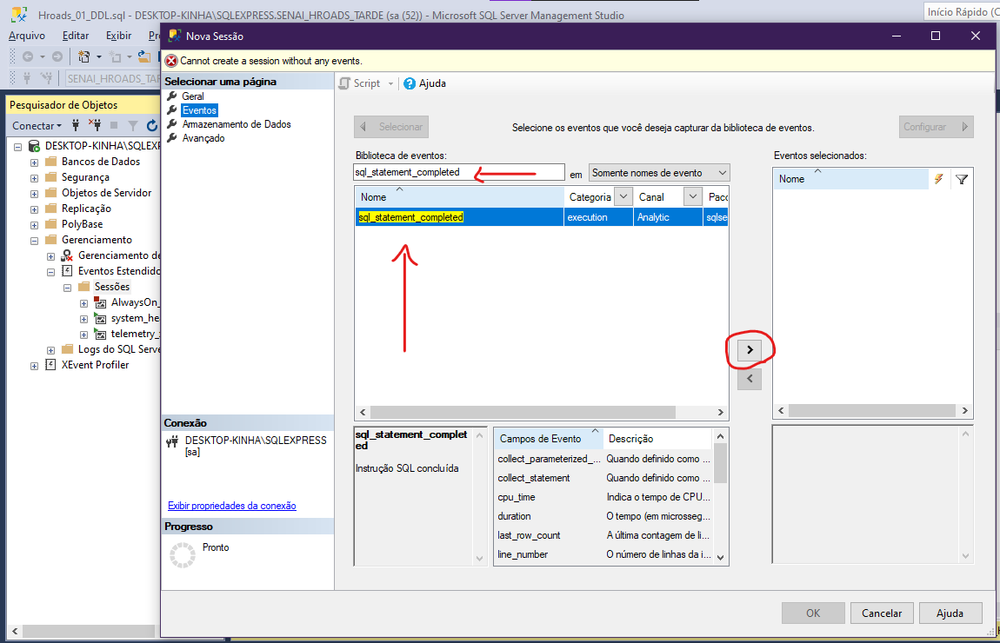 Hroads_01_DDL.sql - DESKTOP-KINHA\SQLEXPRESS.SENAI_HROADS_TARDE (sa (52)) - Microsoft SQL Server Management Studio
Início Rápido (C
Arquivo Editar Exibir
Nova Sessão
Cannot create a session without any events.
SENAI_HROADS_TAR
Selecionar uma página
Geral
Eventos
Armazenamento de Dados
Avançado
Script Ajuda
Pesquisador de Objetos
Conectar
DESKTOP-KINHA\SQLEXPR
Bancos de Dados
Segurança
Objetos de Servidor
Replicação
PolyBase
Gerenciamento
Gerenciamento de
Eventos Estendido
Sessões
AlwaysOn_
system_he
telemetry_
Logs do SQL Serve
XEvent Profiler
Selecionar
Selecione os eventos que você deseja capturar da biblioteca de eventos.
Configurar
Biblioteca de eventos:
sql_statement_completed
em
Somente nomes de evento
Nome Categoria Canal Paco
sql_statement_completed execution Analytic sqlse
Eventos selecionados:
Nome
>
<
Conexão
DESKTOP-KINHA\SQLEXPRESS
[sa]
Exibir propriedades da conexão
Progresso
Pronto
sql_statement_complet
ed
Instrução SQL concluída
Campos de Evento Descrição
collect_parameterized_... Quando definido como ...
collect_statement Quando definido como ...
cpu_time Indica o tempo de CPU...
duration O tempo (em microsseg...
last_row_count A última contagem de li...
line_number O número de linhas da i...
OK Cancelar Ajuda